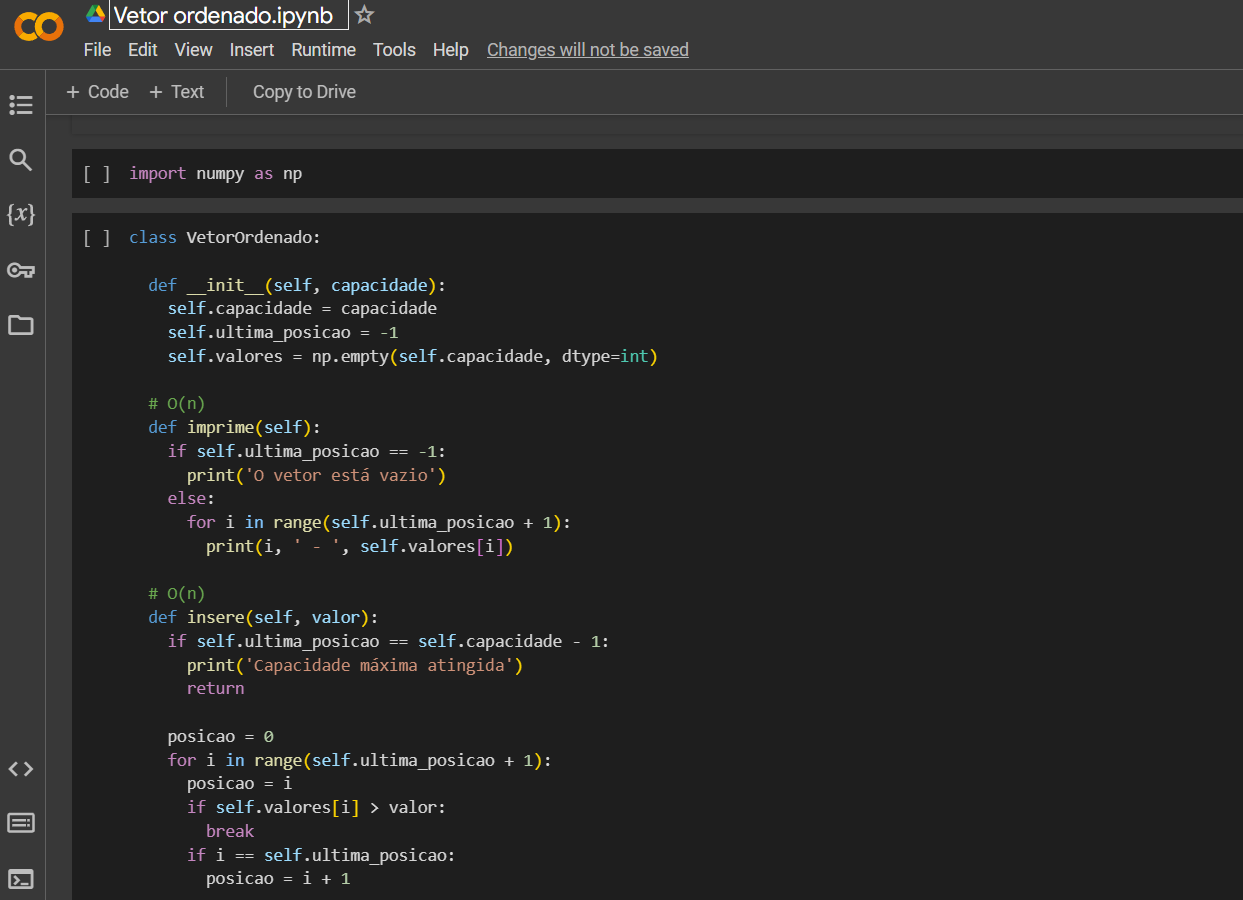 Vetor ordenado.ipynb
File Edit View Insert Runtime Tools Help Changes will not be saved
+ Code + Text Copy to Drive
[ ] import numpy as np
[ ] class VetorOrdenado:
def __init__(self, capacidade):
self.capacidade = capacidade
self.ultima_posicao = -1
self.valores = np.empty(self.capacidade, dtype=int)
# O(n)
def imprime(self):
if self.ultima_posicao == -1:
print('O vetor está vazio')
else:
for i in range(self.ultima_posicao + 1):
print(i, ' - ', self.valores[i])
# O(n)
def insere(self, valor):
if self.ultima_posicao == self.capacidade - 1:
print('Capacidade máxima atingida')
return
posicao = 0
for i in range(self.ultima_posicao + 1):
posicao = i
if self.valores[i] > valor:
break
if i == self.ultima_posicao:
posicao = i + 1